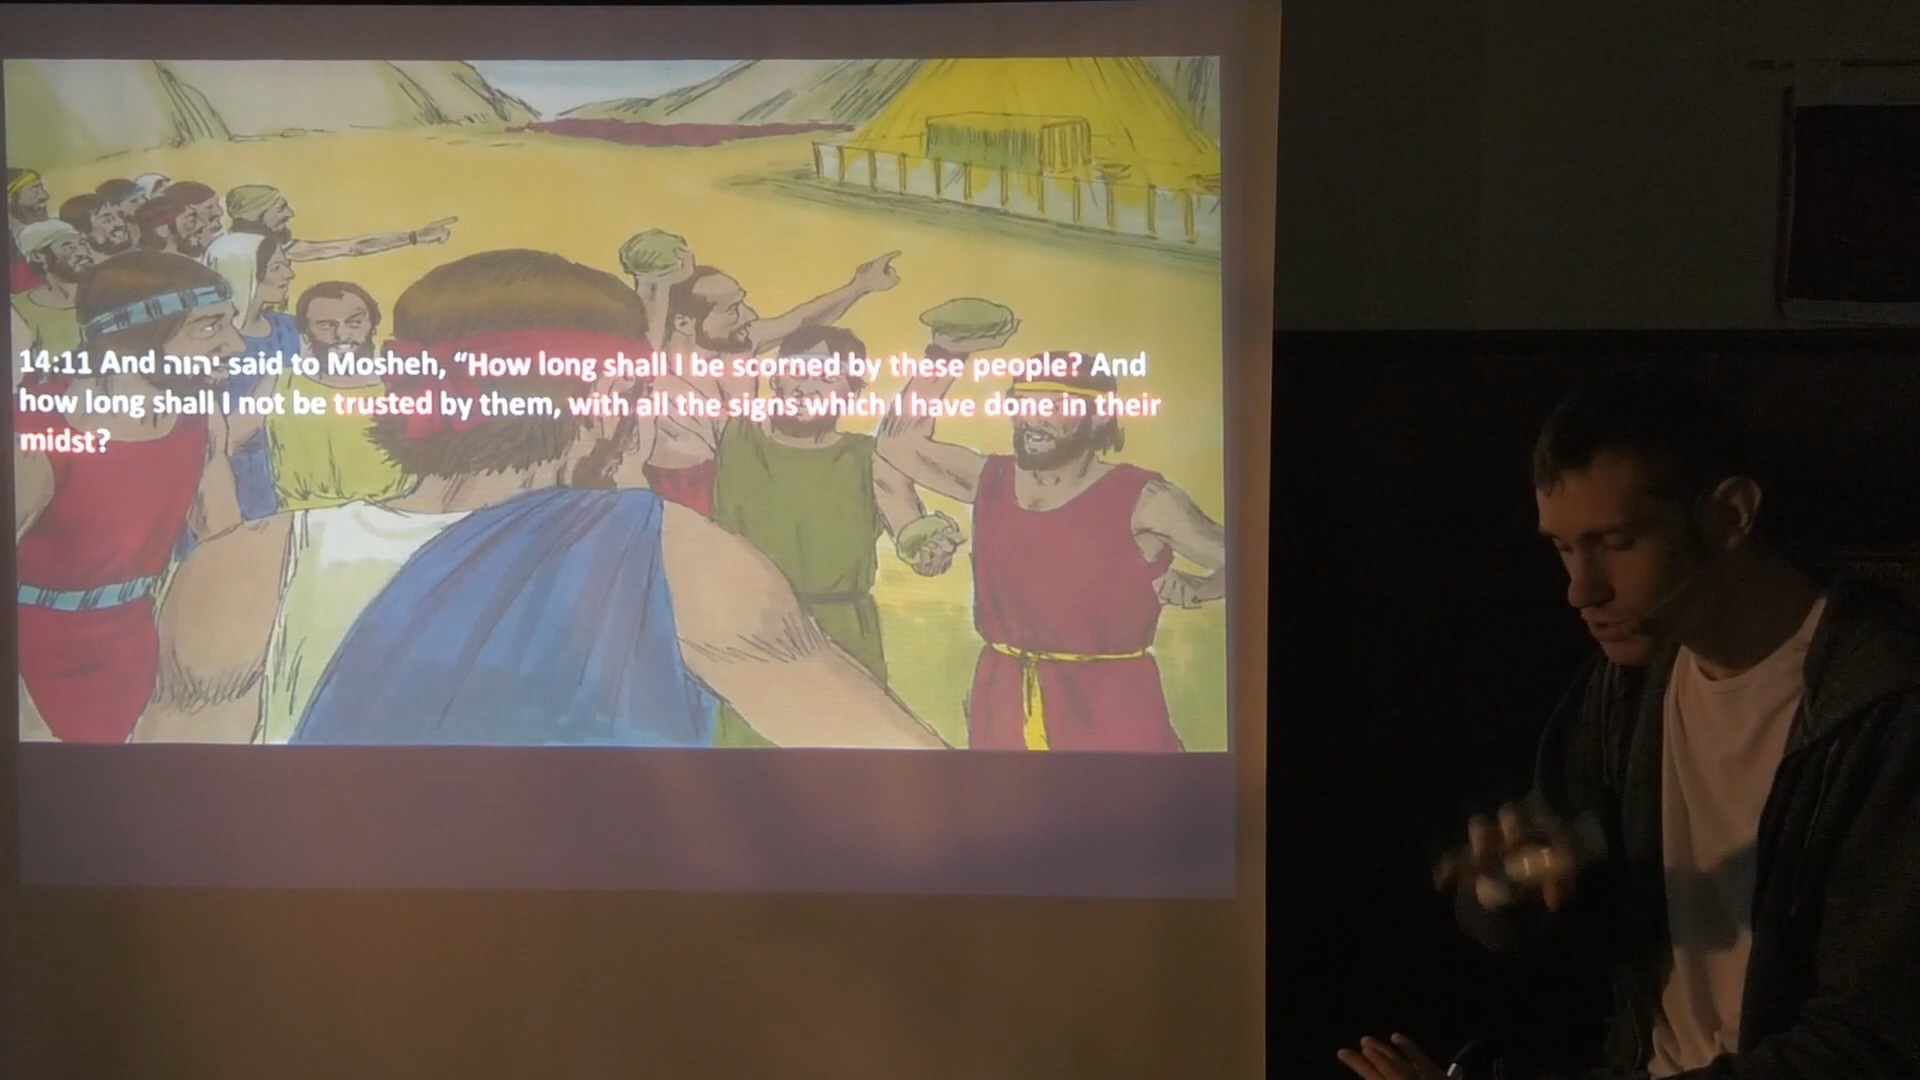 14:11 And יהוה said to Mosheh, “How long shall I be scorned by these people? And
how long shall I not be trusted by them, with all the signs which I have done in their
midst?